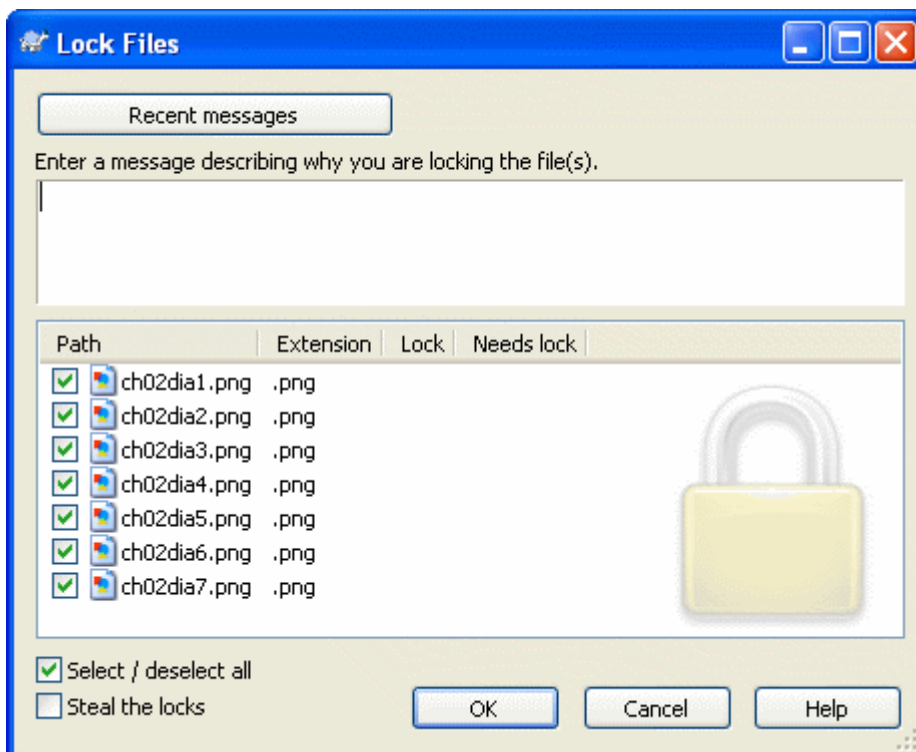 Lock Files
Recent messages
Enter a message describing why you are locking the file(s).
Path Extension Lock Needs lock
ch02dia1.png .png
ch02dia2.png .png
ch02dia3.png .png
ch02dia4.png .png
ch02dia5.png .png
ch02dia6.png .png
ch02dia7.png .png
Select / deselect all
Steal the locks
OK Cancel Help